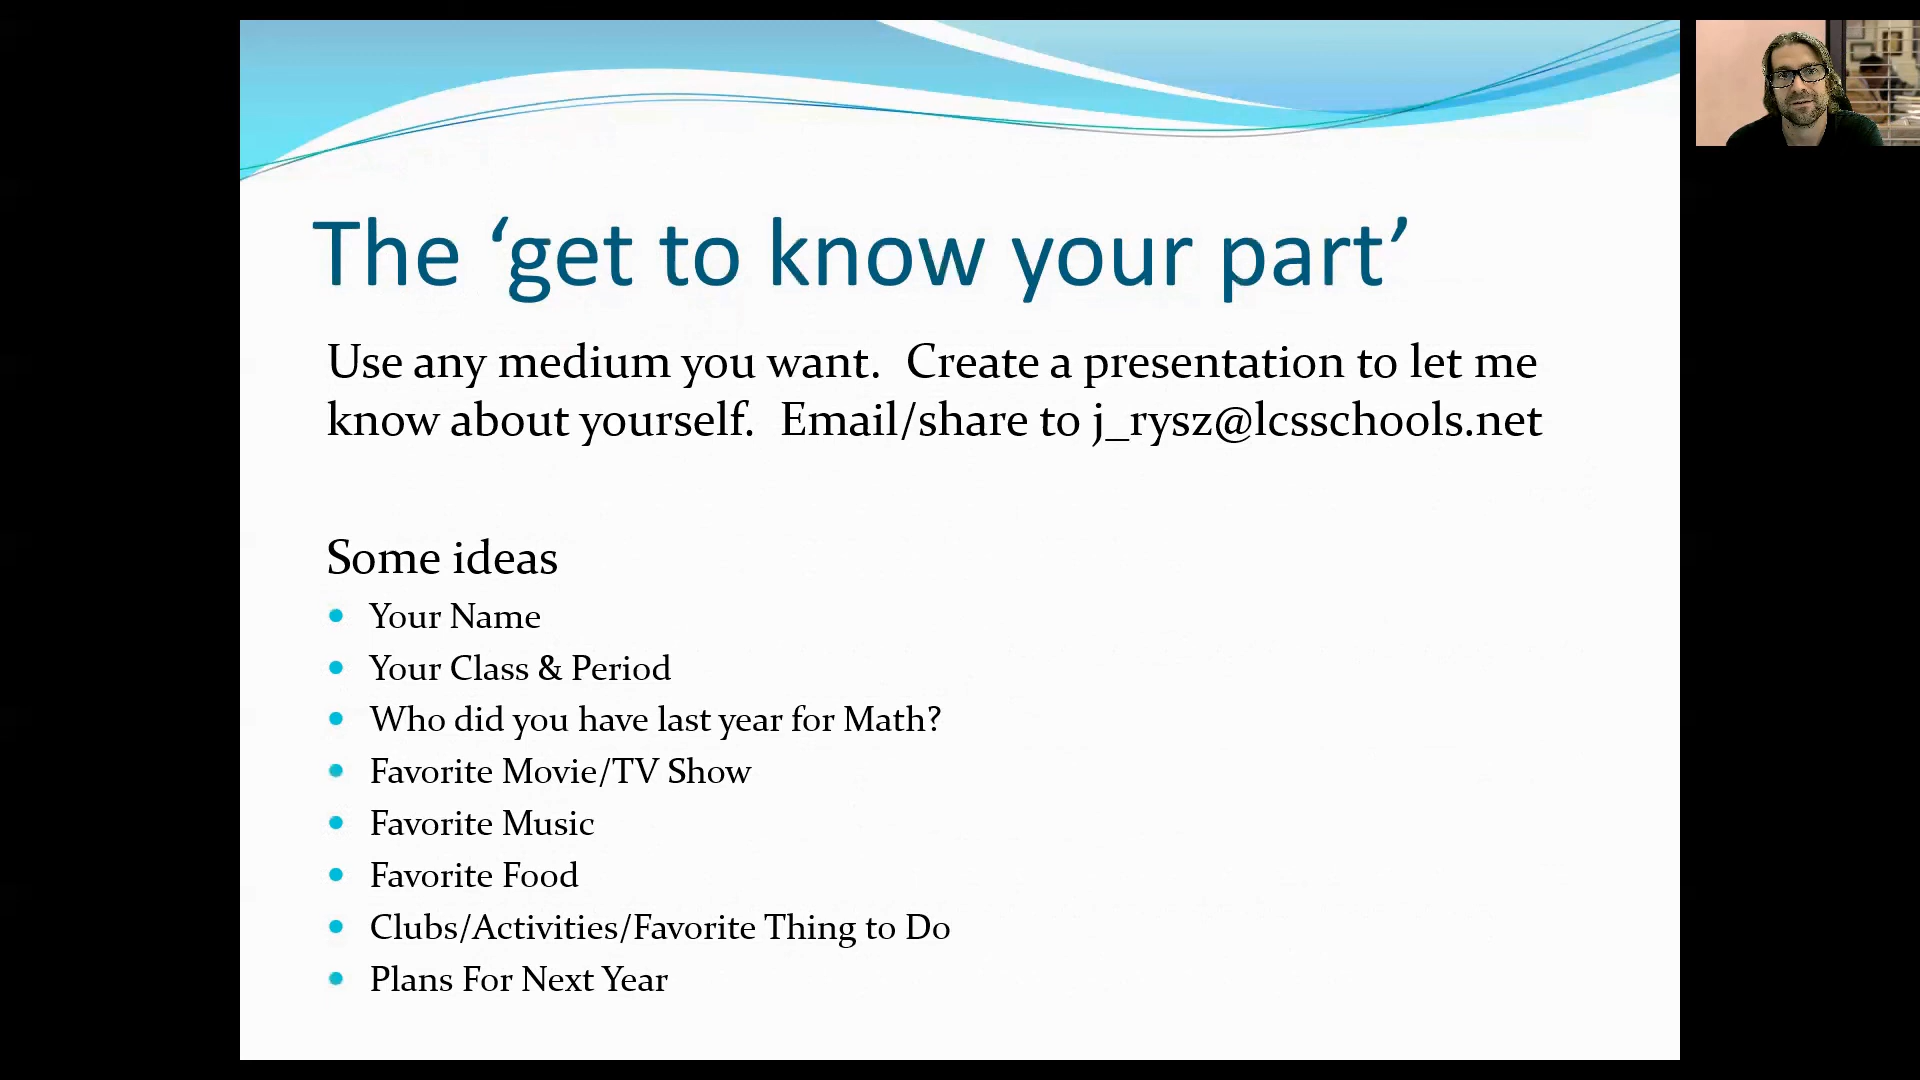 The ‘get to know your part’
Use any medium you want.  Create a presentation to let me
know about yourself.  Email/share to j_rysz@lcsschools.net
Some ideas
• Your Name
• Your Class & Period
• Who did you have last year for Math?
• Favorite Movie/TV Show
• Favorite Music
• Favorite Food
• Clubs/Activities/Favorite Thing to Do
• Plans For Next Year